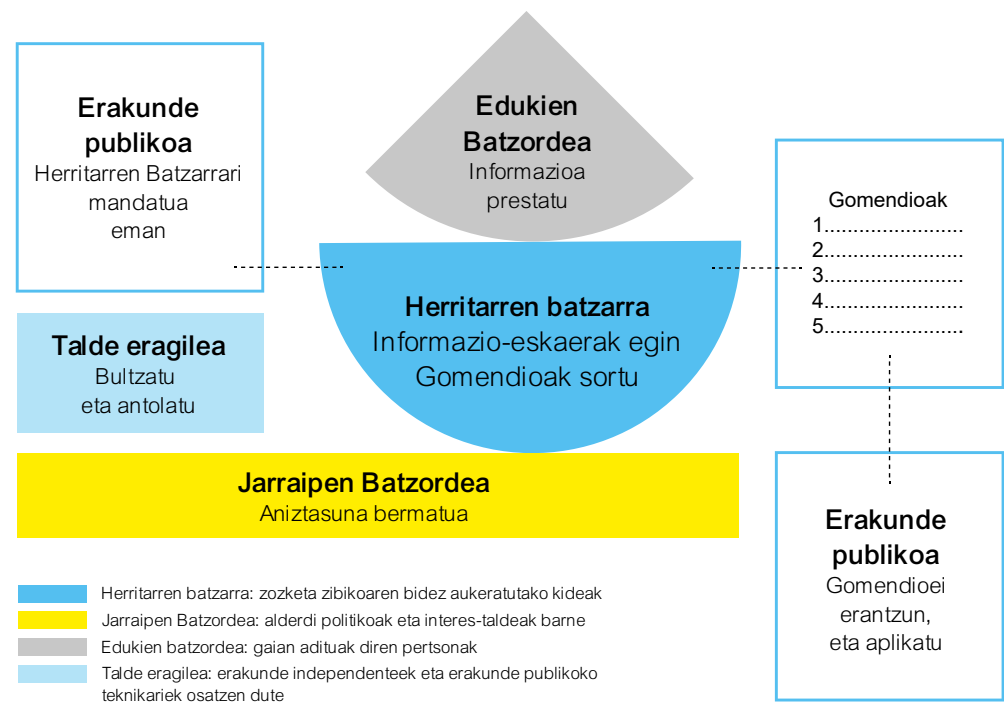 Erakunde
publikoa
Herritarren Batzarrari
mandatua
eman
Edukien
Batzordea
Informazioa
prestatu
Gomendioak
1........................
2........................
3........................
4........................
5........................
Herritarren batzarra
Informazio-eskaerak egin
Gomendioak sortu
Talde eragilea
Bultzatu
eta antolatu
Jarraipen Batzordea
Aniztasuna bermatua
Erakunde
publikoa
Gomendioei
erantzun,
eta aplikatu
Herritarren batzarra: zozketa zibikoaren bidez aukeratutako kideak
Jarraipen Batzordea: alderdi politikoak eta interes-taldeak barne
Edukien batzordea: gaian adituak diren pertsonak
Talde eragilea: erakunde independenteek eta erakunde publikoko
teknikariek osatzen dute